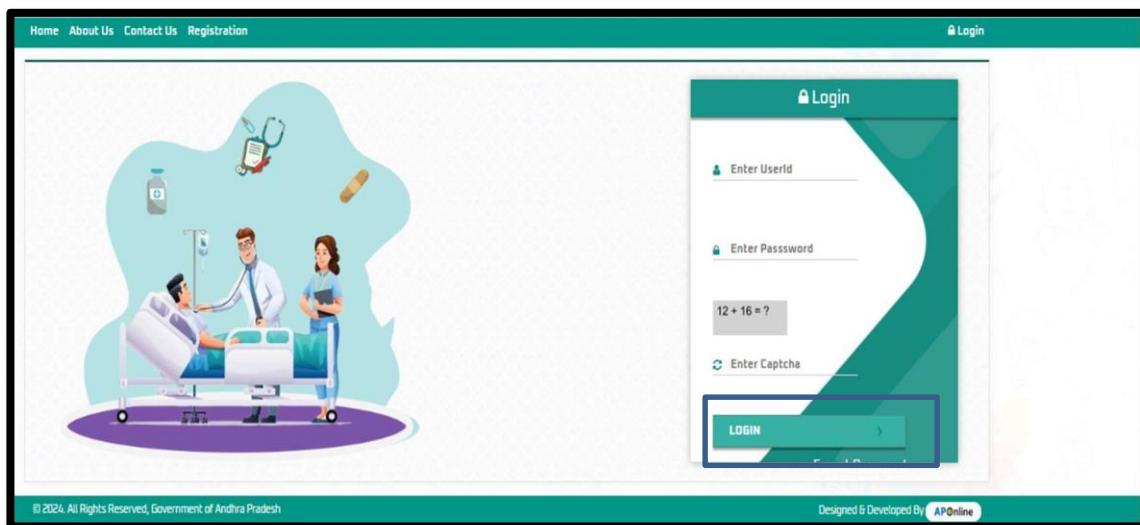 Home About Us Contact Us Registration
Login
Login
Enter UserId
Enter Passsword
12 + 16 = ?
Enter Captcha
LOGIN
© 2024. All Rights Reserved, Government of Andhra Pradesh
Designed & Developed By APOnline